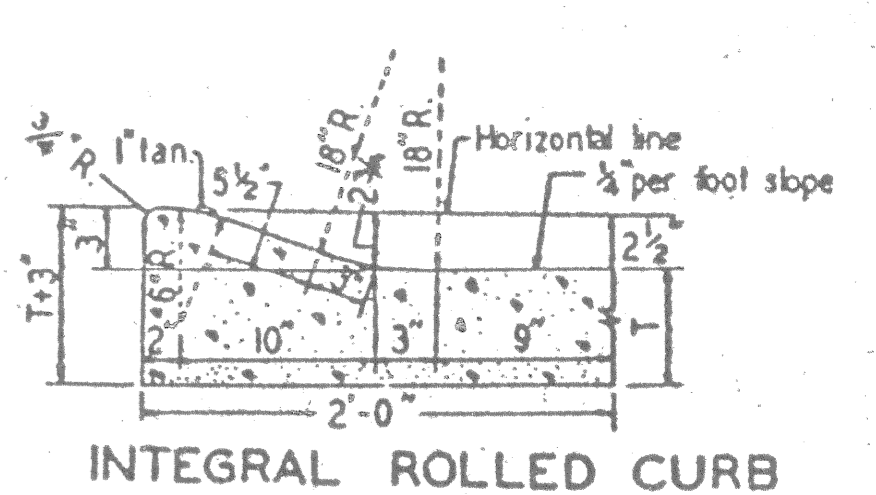 3/4" R.
1" tan.
5 1/2"
18" R.
18" R.
Horizontal line
1/4" per foot slope
3"
2 1/2"
T+3"
6" R.
T
2"
10"
3"
9"
2'-0"
INTEGRAL ROLLED CURB